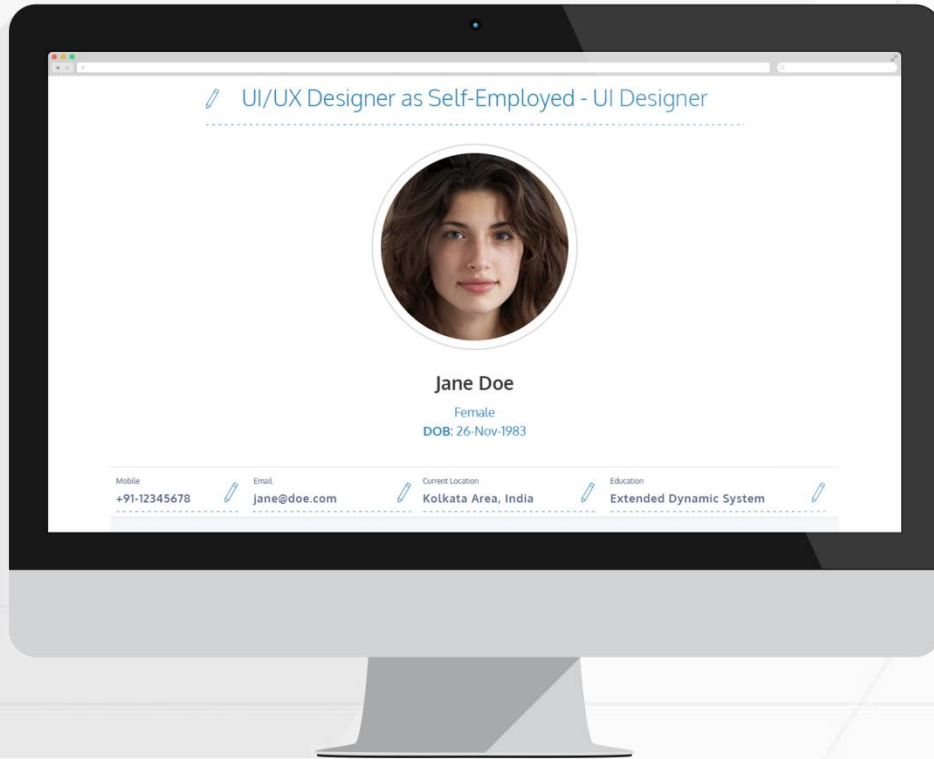 UI/UX Designer as Self-Employed - UI Designer
Jane Doe
Female
DOB: 26-Nov-1983
Mobile
+91-12345678
Email
jane@doe.com
Current Location
Kolkata Area, India
Education
Extended Dynamic System